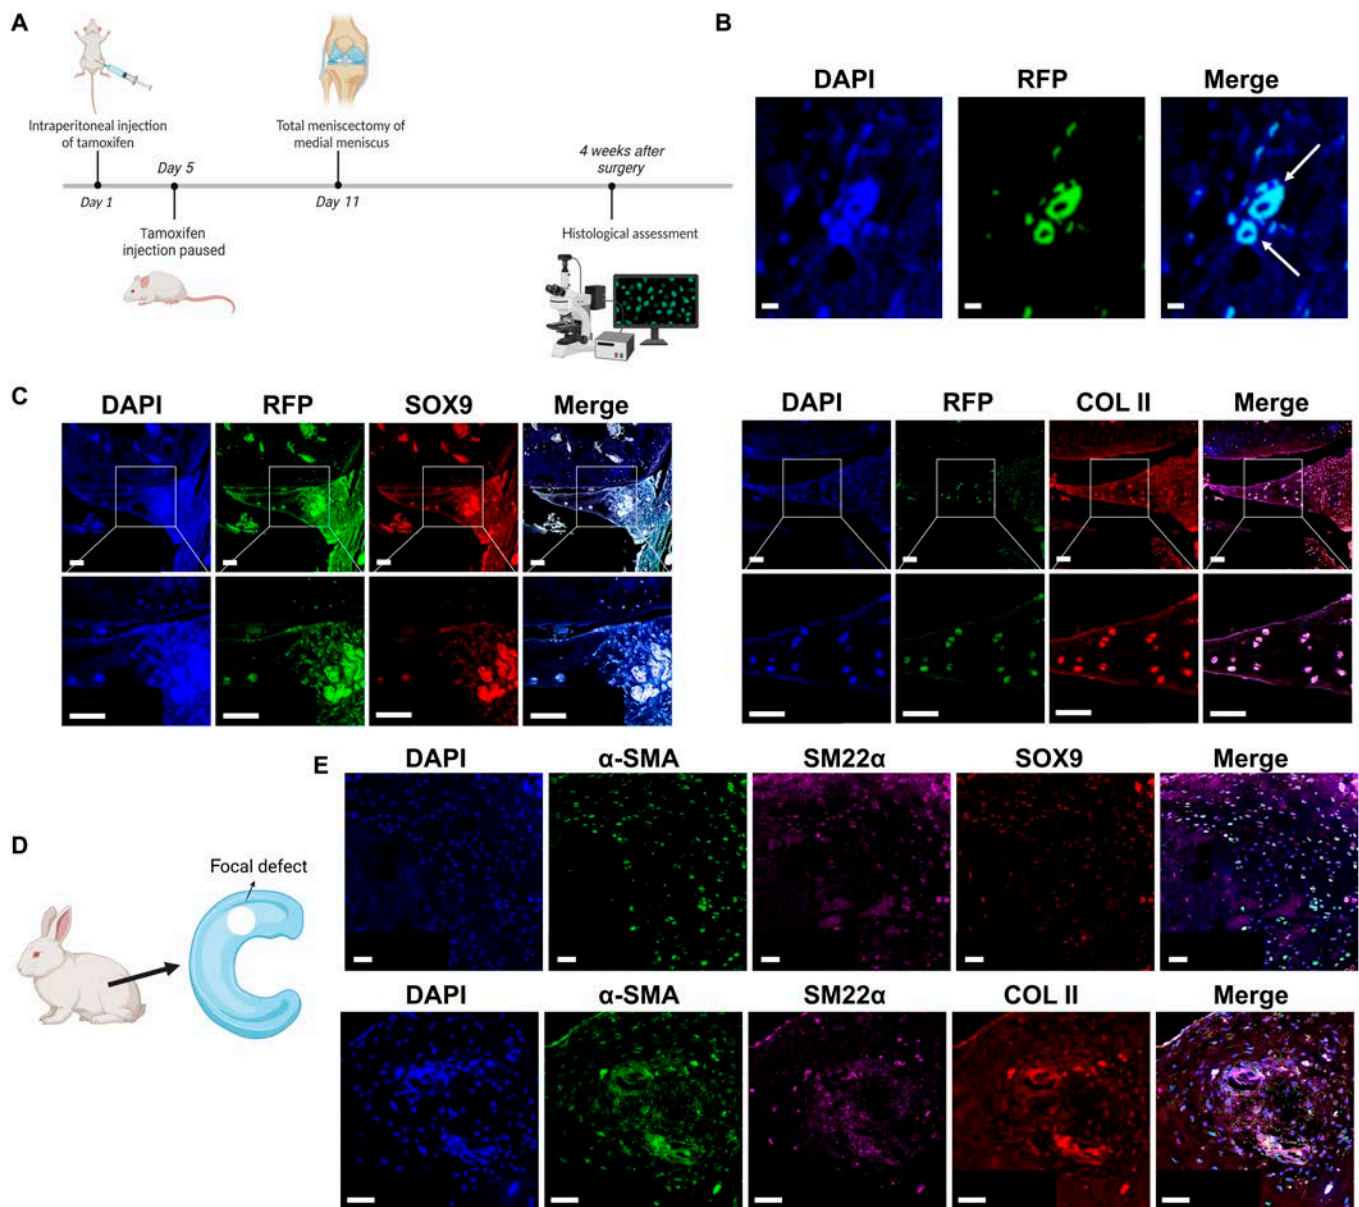 A
Intraperitoneal injection
of tamoxifen
Day 1
Day 5
Tamoxifen
injection paused
Total meniscectomy of
medial meniscus
Day 11
4 weeks after
surgery
Histological assessment
B
DAPI RFP Merge
C
DAPI RFP SOX9 Merge
DAPI RFP COL II Merge
D
Focal defect
E
DAPI α-SMA SM22α SOX9 Merge
DAPI α-SMA SM22α COL II Merge